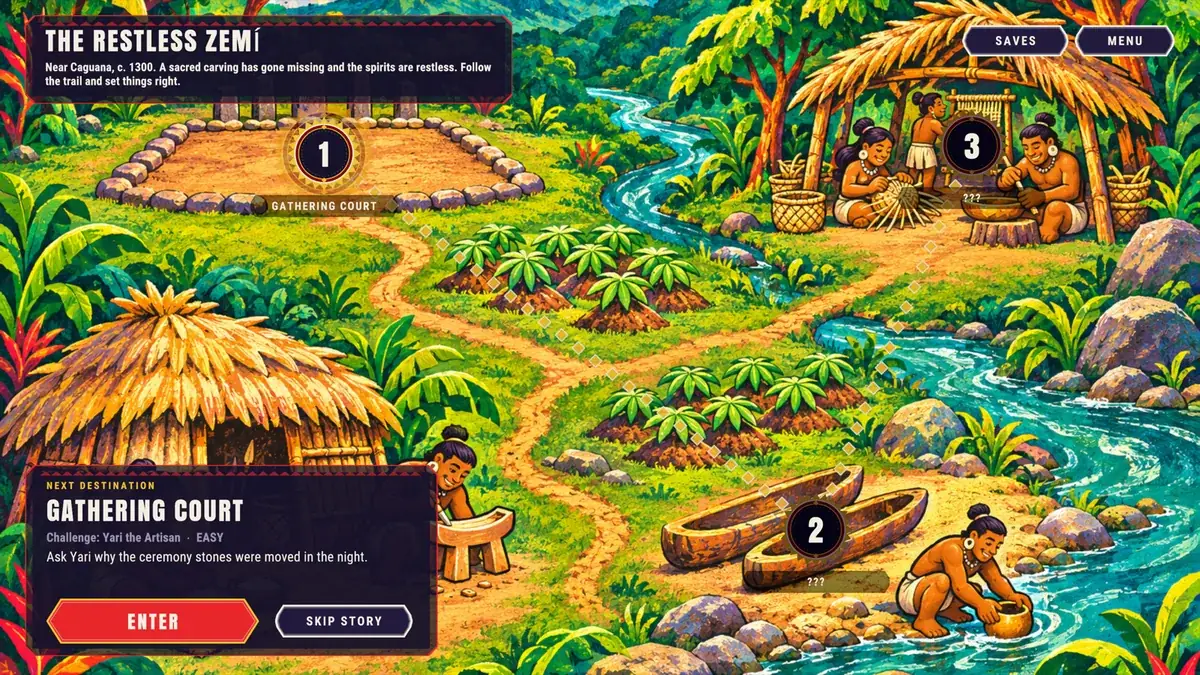 THE RESTLESS ZEMÍ
Near Caguana, c. 1300. A sacred carving has gone missing and the spirits are restless. Follow
the trail and set things right.
SAVES
MENU
1
GATHERING COURT
3
???
2
???
NEXT DESTINATION
GATHERING COURT
Challenge: Yari the Artisan · EASY
Ask Yari why the ceremony stones were moved in the night.
ENTER
SKIP STORY